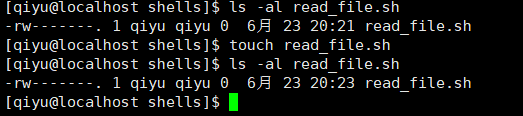 [qiyu@localhost shells]$ ls -al read_file.sh
-rw-------. 1 qiyu qiyu 0  6月 23 20:21 read_file.sh
[qiyu@localhost shells]$ touch read_file.sh
[qiyu@localhost shells]$ ls -al read_file.sh
-rw-------. 1 qiyu qiyu 0  6月 23 20:23 read_file.sh
[qiyu@localhost shells]$